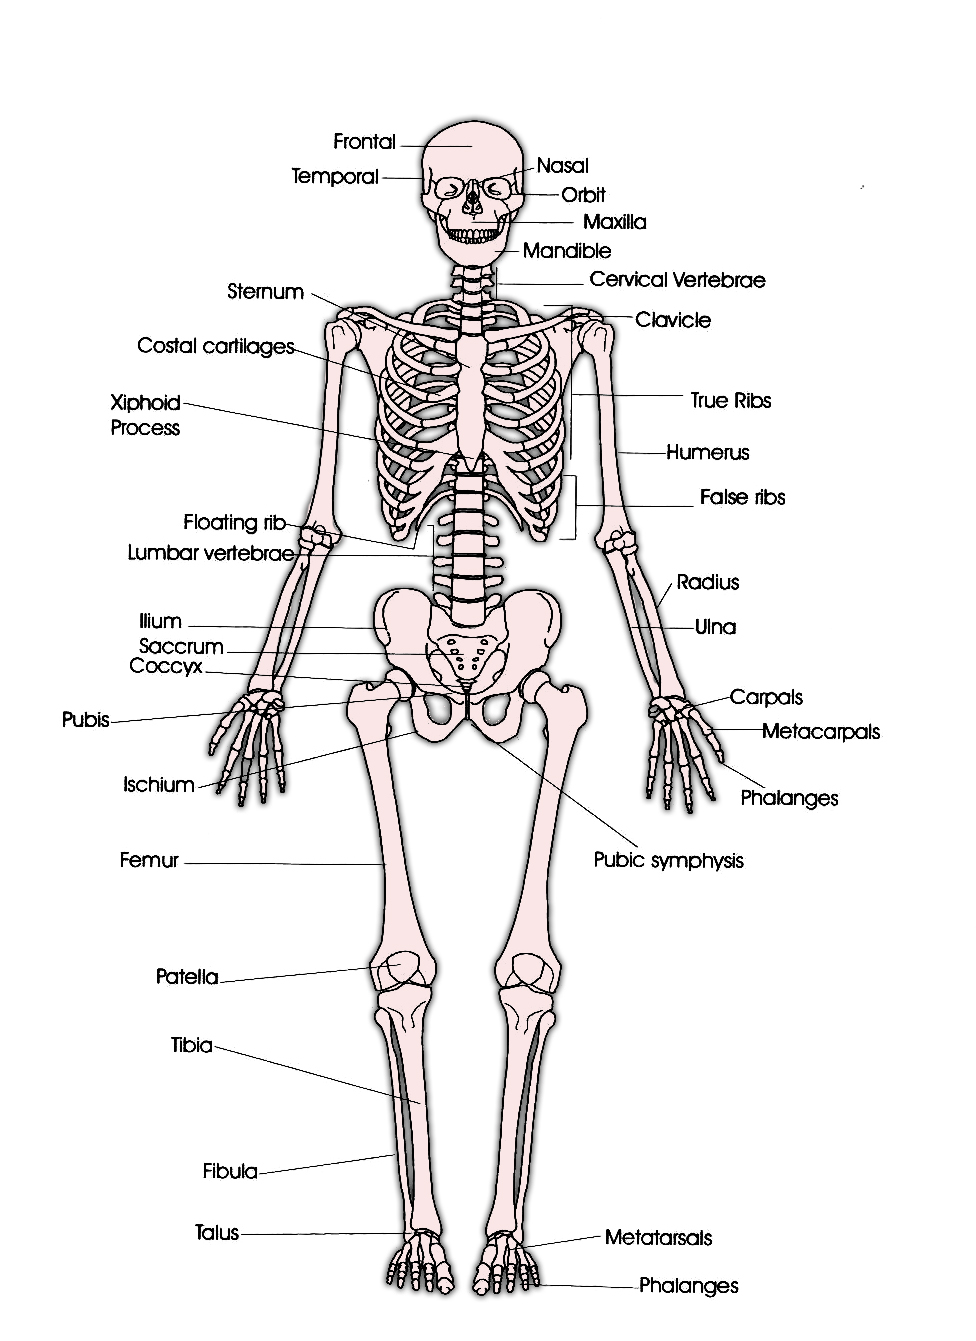 Frontal
Nasal
Temporal
Orbit
Maxilla
Mandible
Cervical Vertebrae
Sternum
Clavicle
Costal cartilages
True Ribs
Xiphoid
Process
Humerus
False ribs
Floating rib
Lumbar vertebrae
Radius
Ilium
Ulna
Saccrum
Coccyx
Carpals
Pubis
Metacarpals
Ischium
Phalanges
Femur
Pubic symphysis
Patella
Tibia
Fibula
Talus
Metatarsals
Phalanges